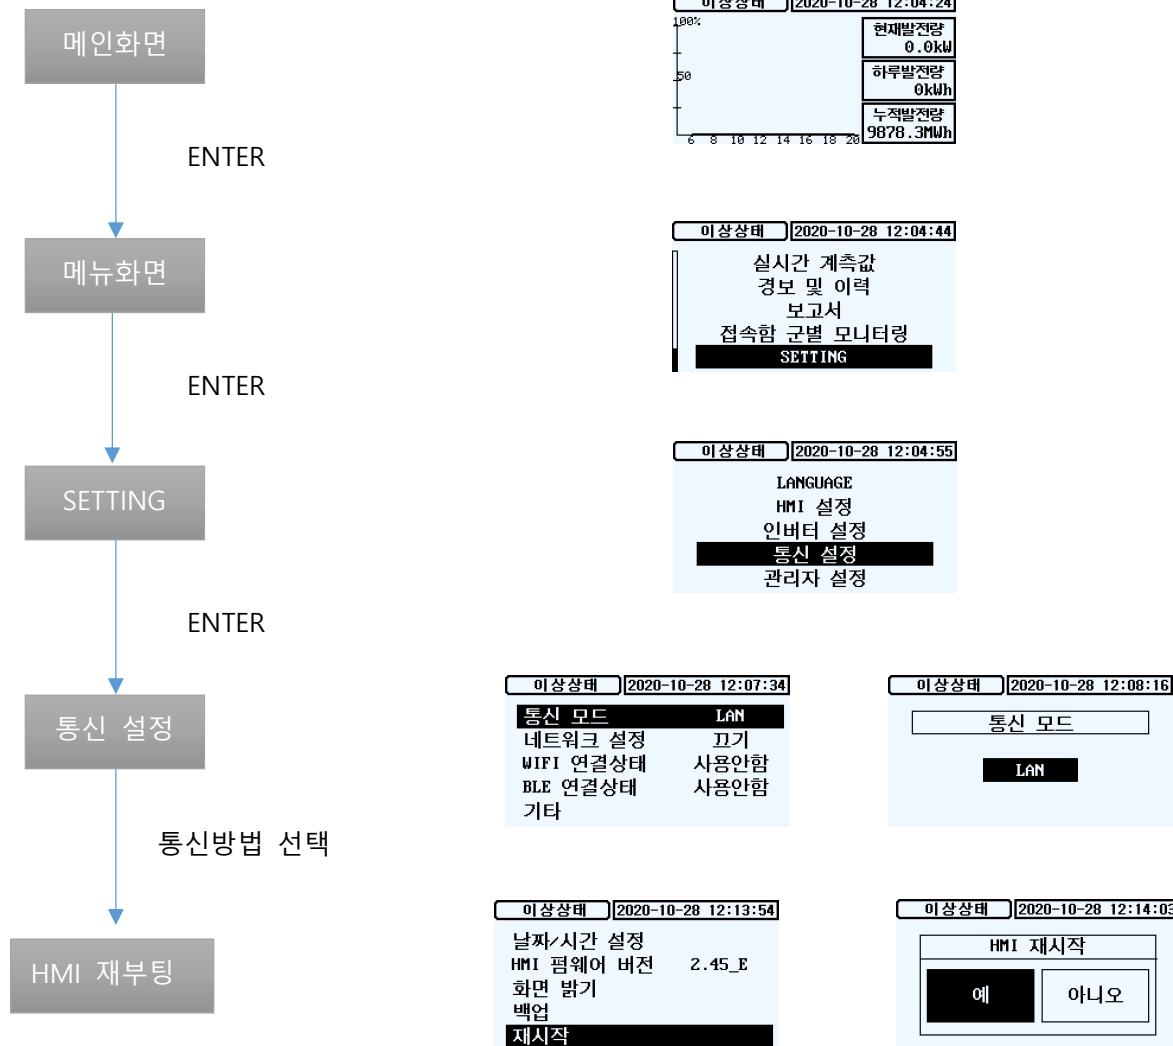 메인화면
ENTER
메뉴화면
ENTER
SETTING
ENTER
통신 설정
통신방법 선택
HMI 재부팅
이상상태 2020-10-28 12:04:24
100%
50
6 8 10 12 14 16 18 20
현재발전량
0.0kW
하루발전량
0kWh
누적발전량
9878.3MWh
이상상태 2020-10-28 12:04:44
실시간 계측값
경보 및 이력
보고서
접속함 군별 모니터링
SETTING
이상상태 2020-10-28 12:04:55
LANGUAGE
HMI 설정
인버터 설정
통신 설정
관리자 설정
이상상태 2020-10-28 12:07:34
통신 모드 LAN
네트워크 설정 끄기
WIFI 연결상태 사용안함
BLE 연결상태 사용안함
기타
이상상태 2020-10-28 12:08:16
통신 모드
LAN
이상상태 2020-10-28 12:13:54
날짜/시간 설정
HMI 펌웨어 버전 2.45_E
화면 밝기
백업
재시작
이상상태 2020-10-28 12:14:03
HMI 재시작
예 아니오